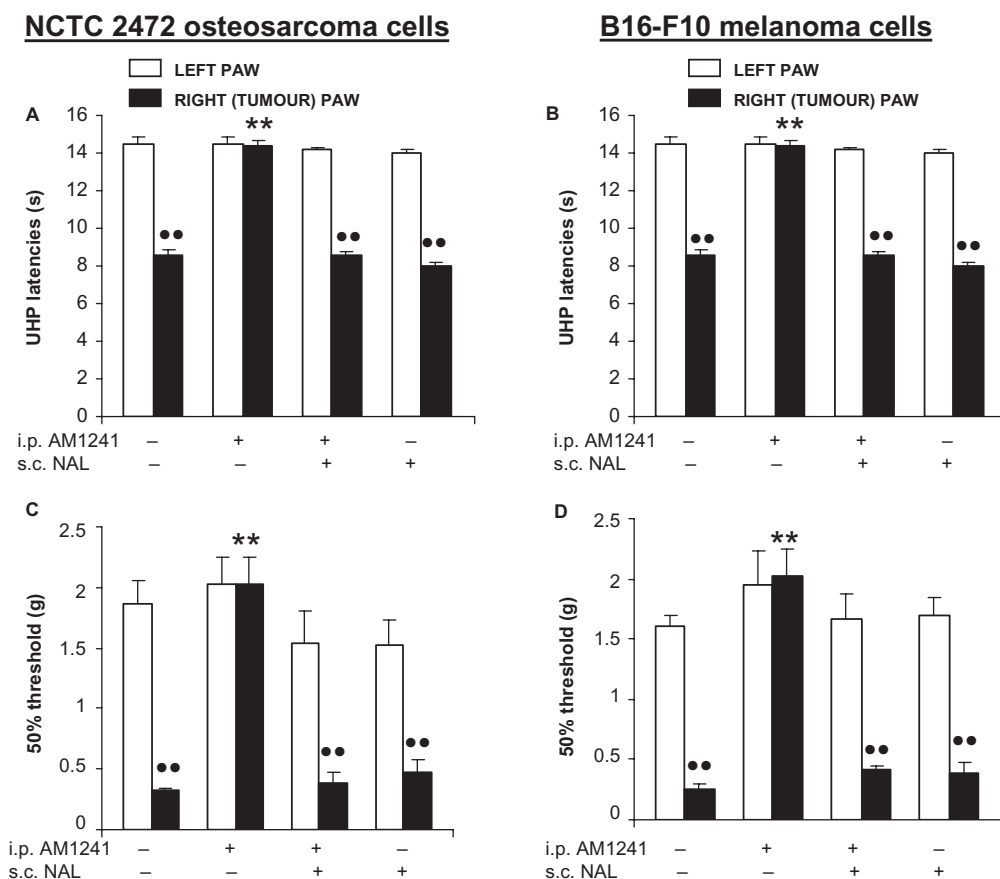 NCTC 2472 osteosarcoma cells
LEFT PAW
RIGHT (TUMOUR) PAW
A
16
**
14
12
10
8
6
4
2
0
UHP latencies (s)
●●
●●
●●
i.p. AM1241 – + + –
s.c. NAL – – + +
B16-F10 melanoma cells
LEFT PAW
RIGHT (TUMOUR) PAW
B
16
**
14
12
10
8
6
4
2
0
UHP latencies (s)
●●
●●
●●
i.p. AM1241 – + + –
s.c. NAL – – + +
C
2.5
**
2
1.5
1
0.5
0
50% threshold (g)
●●
●●
●●
i.p. AM1241 – + + –
s.c. NAL – – + +
D
2.5
**
2
1.5
1
0.5
0
50% threshold (g)
●●
●●
●●
i.p. AM1241 – + + –
s.c. NAL – – + +